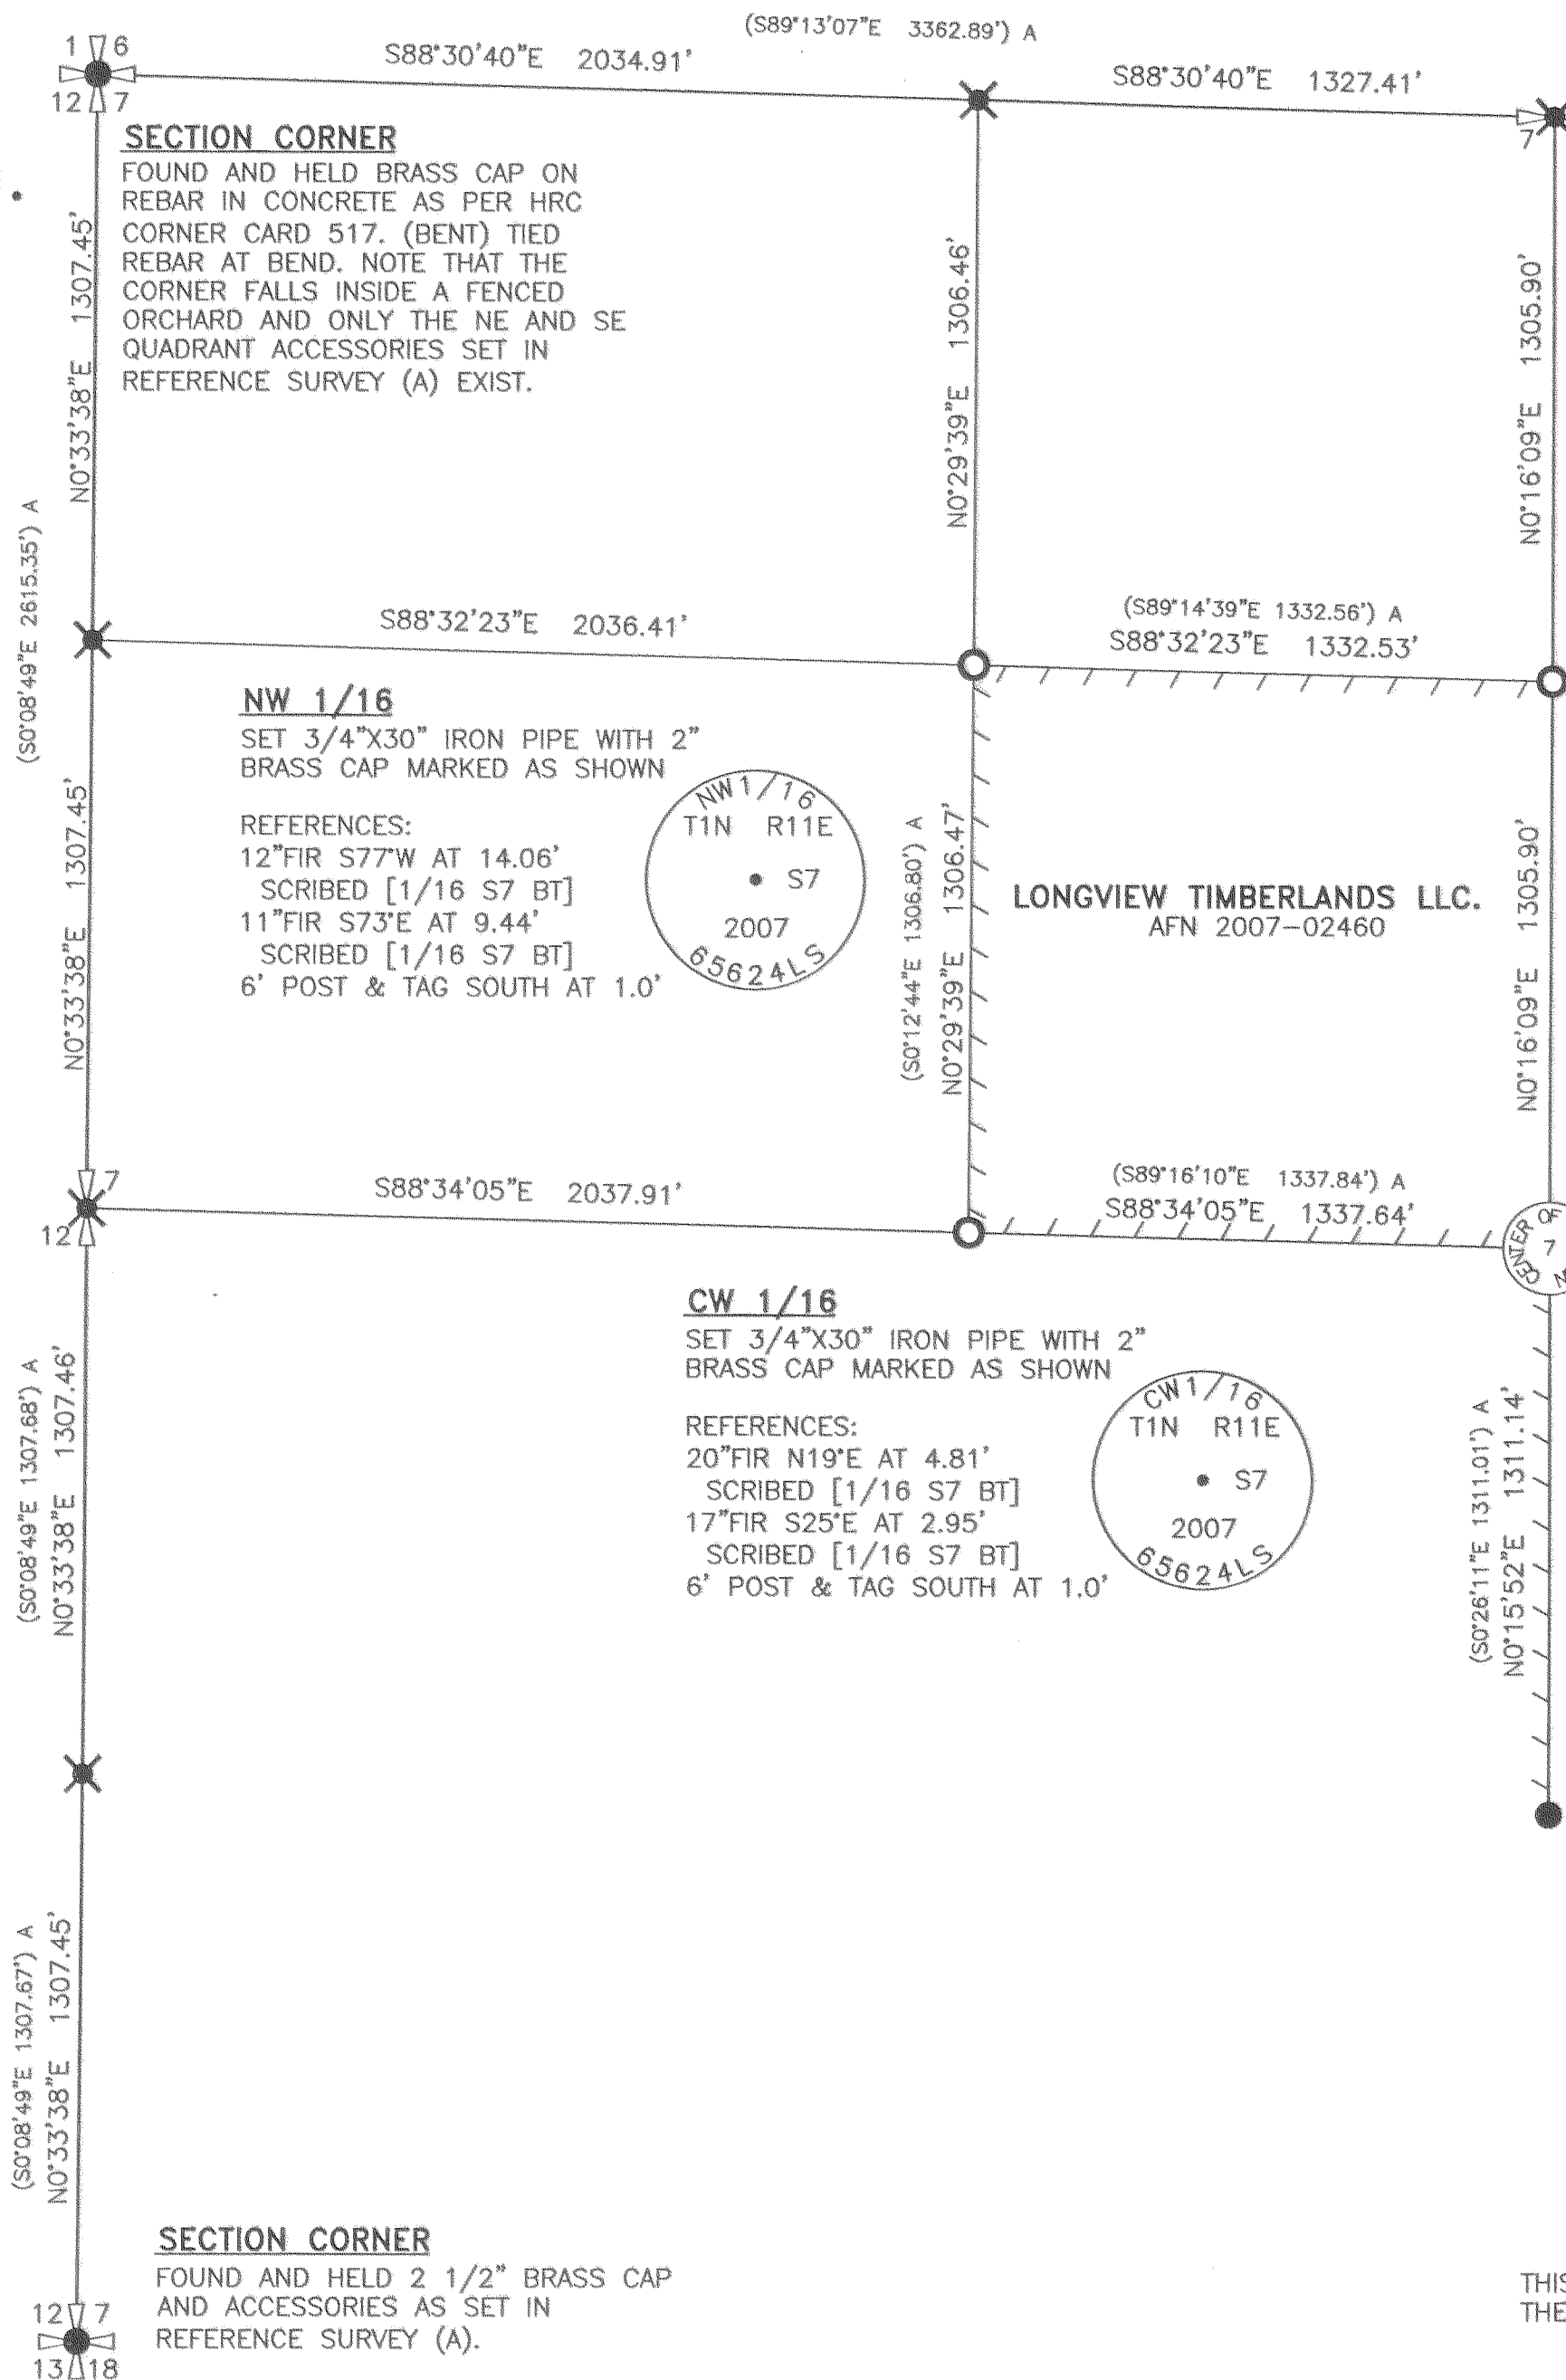 (S89°13'07"E 3362.89') A
1 6
S88°30'40"E 2034.91'
S88°30'40"E 1327.41'
12 7
7
SECTION CORNER
FOUND AND HELD BRASS CAP ON
REBAR IN CONCRETE AS PER HRC
CORNER CARD 517. (BENT) TIED
REBAR AT BEND. NOTE THAT THE
CORNER FALLS INSIDE A FENCED
ORCHARD AND ONLY THE NE AND SE
QUADRANT ACCESSORIES SET IN
REFERENCE SURVEY (A) EXIST.
N0°33'38"E 1307.45'
N0°29'39"E 1306.46'
N0°16'09"E 1305.90'
(S0°08'49"E 2615.35') A
S88°32'23"E 2036.41'
(S89°14'39"E 1332.56') A
S88°32'23"E 1332.53'
NW 1/16
SET 3/4"X30" IRON PIPE WITH 2"
BRASS CAP MARKED AS SHOWN
REFERENCES:
12"FIR S77°W AT 14.06'
SCRIBED [1/16 S7 BT]
11"FIR S73°E AT 9.44'
SCRIBED [1/16 S7 BT]
6' POST & TAG SOUTH AT 1.0'
NW1/16
T1N R11E
S7
2007
65624LS
N0°33'38"E 1307.45'
(S0°12'44"E 1306.80') A
N0°29'39"E 1306.47'
LONGVIEW TIMBERLANDS LLC.
AFN 2007-02460
N0°16'09"E 1305.90'
7
12
S88°34'05"E 2037.91'
(S89°16'10"E 1337.84') A
S88°34'05"E 1337.64'
CENTER OF
7
CW 1/16
SET 3/4"X30" IRON PIPE WITH 2"
BRASS CAP MARKED AS SHOWN
REFERENCES:
20"FIR N19°E AT 4.81'
SCRIBED [1/16 S7 BT]
17"FIR S25°E AT 2.95'
SCRIBED [1/16 S7 BT]
6' POST & TAG SOUTH AT 1.0'
CW1/16
T1N R11E
S7
2007
65624LS
(S0°08'49"E 1307.68') A
N0°33'38"E 1307.46'
(S0°26'11"E 1311.01') A
N0°15'52"E 1311.14'
(S0°08'49"E 1307.67') A
N0°33'38"E 1307.45'
SECTION CORNER
FOUND AND HELD 2 1/2" BRASS CAP
AND ACCESSORIES AS SET IN
REFERENCE SURVEY (A).
12 7
13 18
THIS
THE